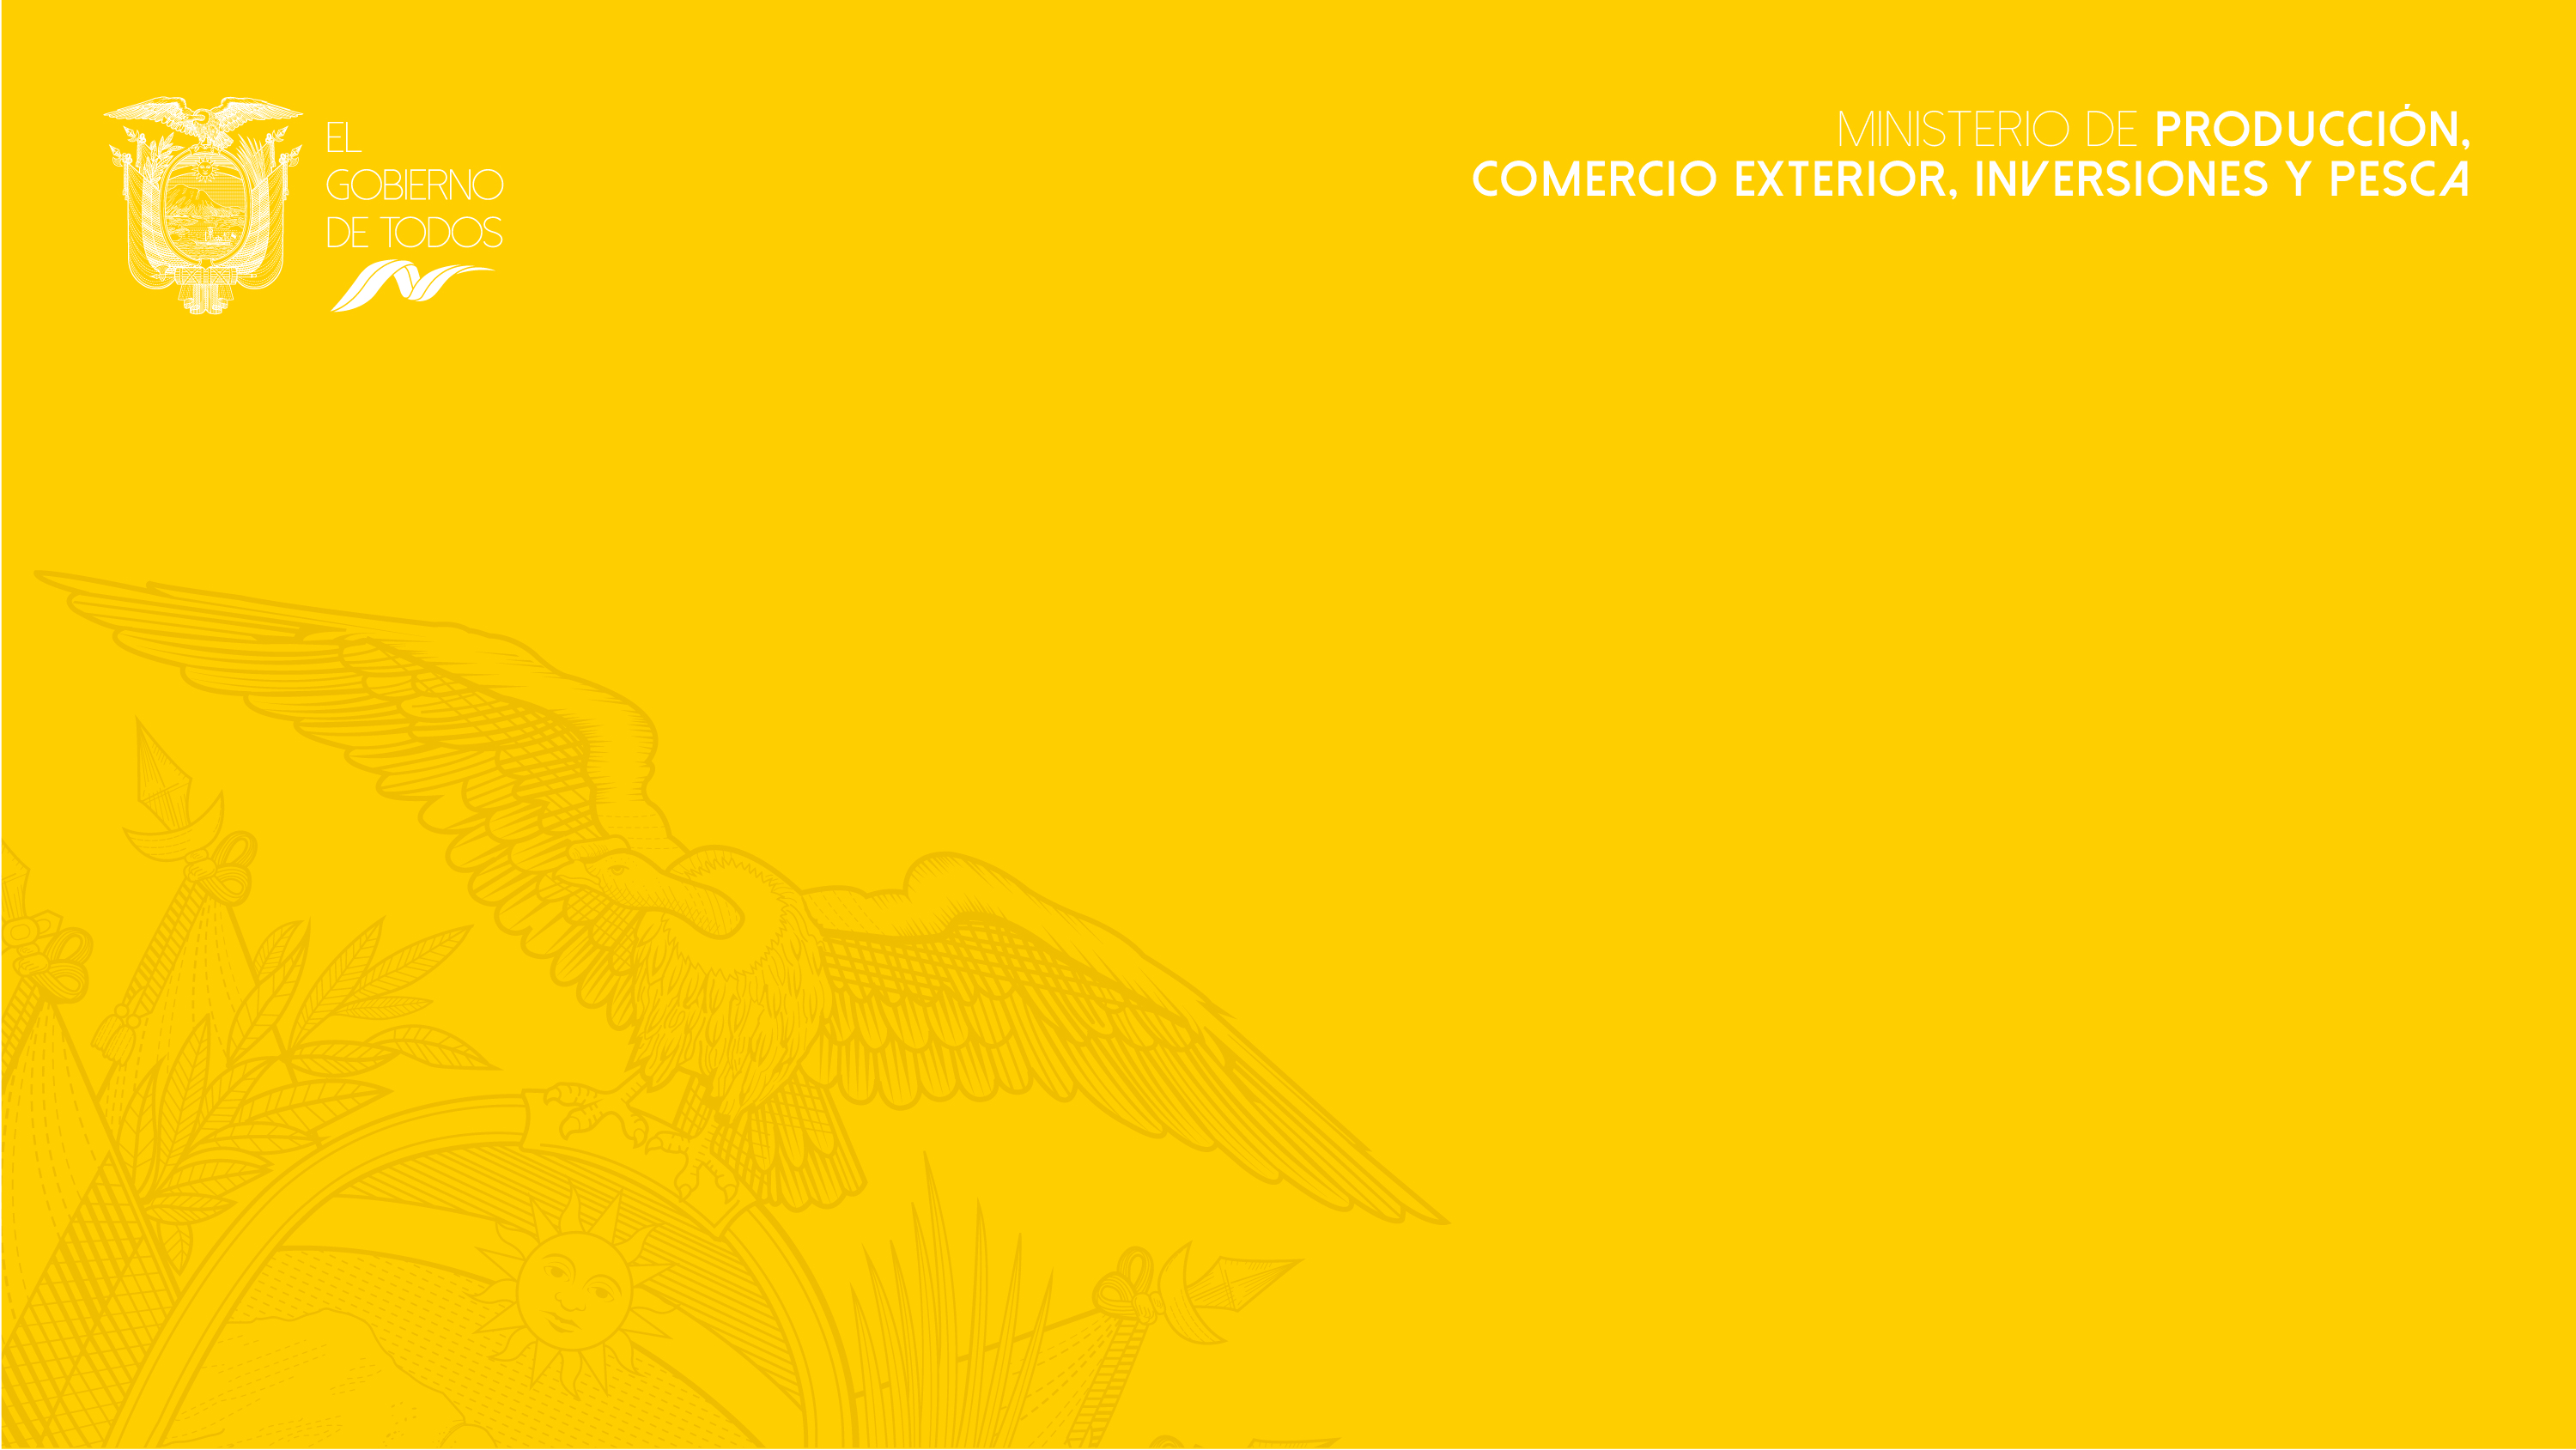 EL
GOBIERNO
DE TODOS
MINISTERIO DE PRODUCCIÓN,
COMERCIO EXTERIOR, INVERSIONES Y PESCA